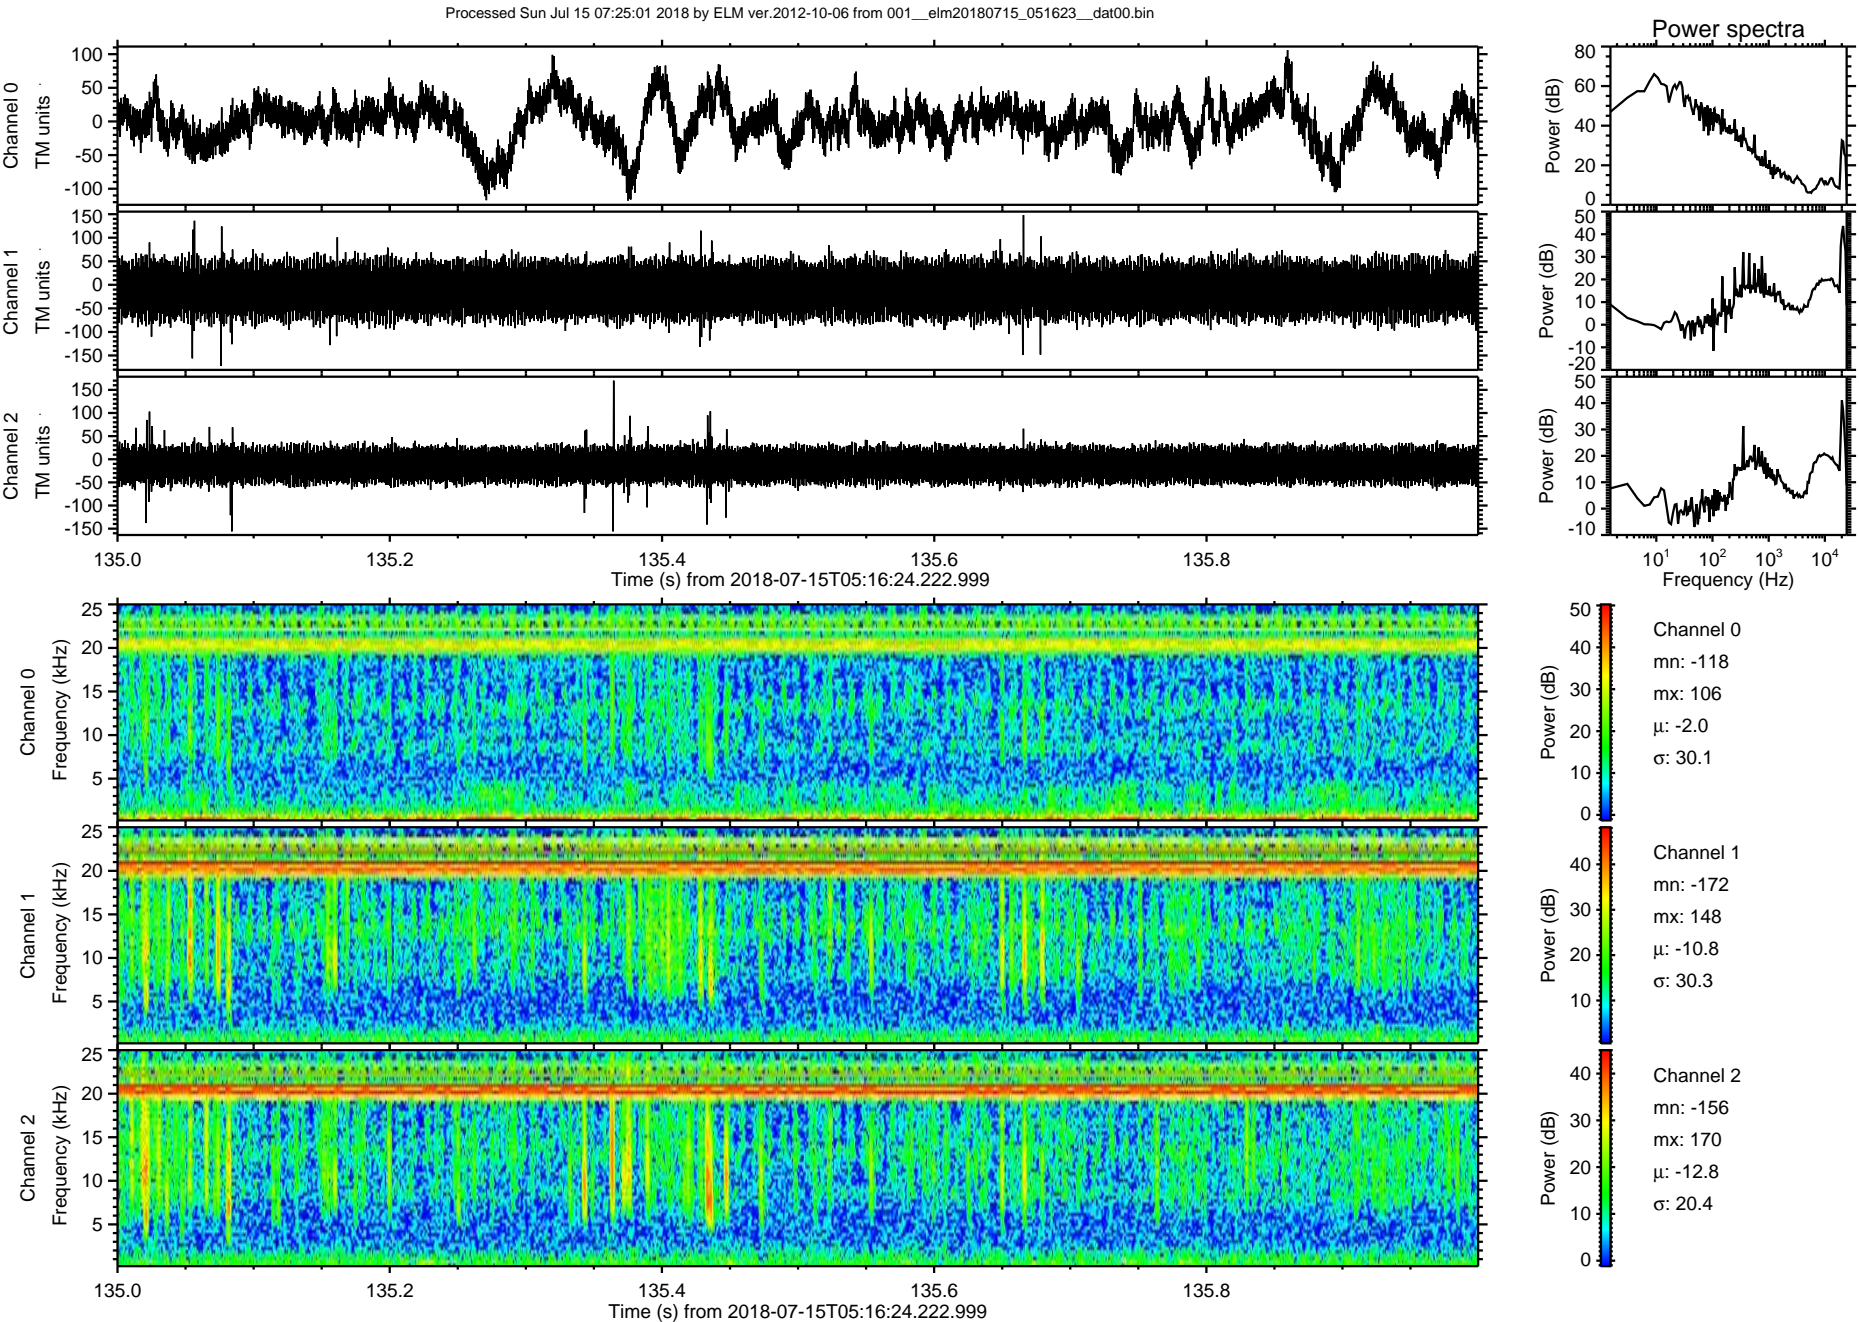 Processed Sun Jul 15 07:25:01 2018 by ELM ver.2012-10-06 from 001__elm20180715_051623__dat00.bin
Power spectra
Channel 0
TM units
100
50
0
-50
-100
Power (dB)
80
60
40
20
0
Channel 1
TM units
150
100
50
0
-50
-100
-150
Power (dB)
50
40
30
20
10
0
-10
-20
Channel 2
TM units
150
100
50
0
-50
-100
-150
Power (dB)
50
40
30
20
10
0
-10
135.0 135.2 135.4 135.6 135.8
Time (s) from 2018-07-15T05:16:24.222.999
10¹ 10² 10³ 10⁴
Frequency (Hz)
Channel 0
Frequency (kHz)
25
20
15
10
5
Power (dB)
50
40
30
20
10
0
Channel 0
mn: -118
mx: 106
μ: -2.0
σ: 30.1
Channel 1
Frequency (kHz)
25
20
15
10
5
Power (dB)
40
30
20
10
Channel 1
mn: -172
mx: 148
μ: -10.8
σ: 30.3
Channel 2
Frequency (kHz)
25
20
15
10
5
Power (dB)
40
30
20
10
0
Channel 2
mn: -156
mx: 170
μ: -12.8
σ: 20.4
135.0 135.2 135.4 135.6 135.8
Time (s) from 2018-07-15T05:16:24.222.999